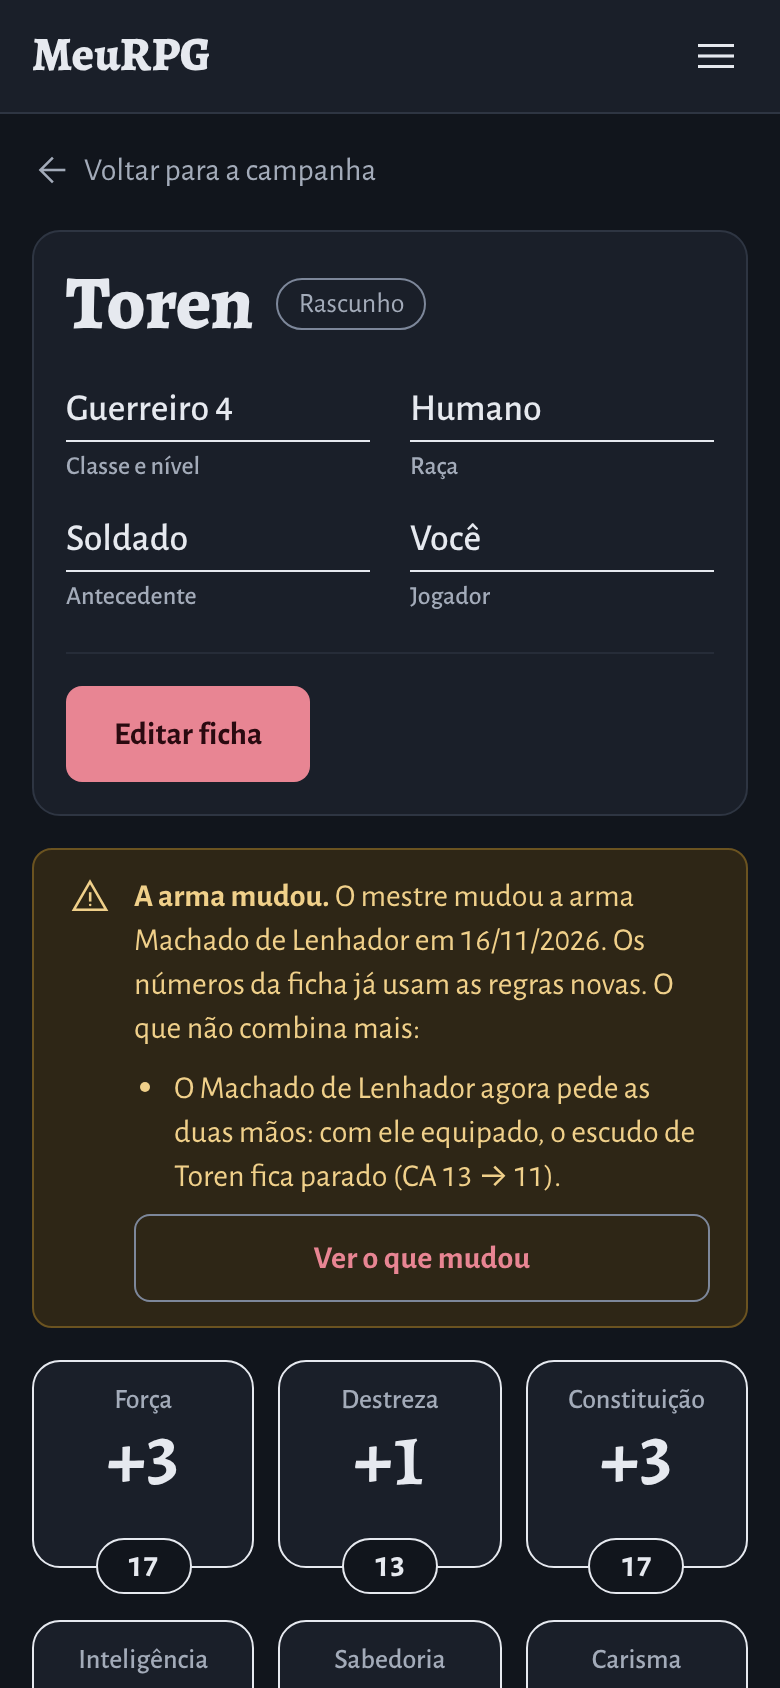 MeuRPG
Voltar para a campanha
Toren
Rascunho
Guerreiro 4
Humano
Classe e nível
Raça
Soldado
Você
Antecedente
Jogador
Editar ficha
A arma mudou. O mestre mudou a arma
Machado de Lenhador em 16/11/2026. Os
números da ficha já usam as regras novas. O
que não combina mais:
• O Machado de Lenhador agora pede as
duas mãos: com ele equipado, o escudo de
Toren fica parado (CA 13 → 11).
Ver o que mudou
Força
Destreza
Constituição
+3
+1
+3
17
13
17
Inteligência
Sabedoria
Carisma